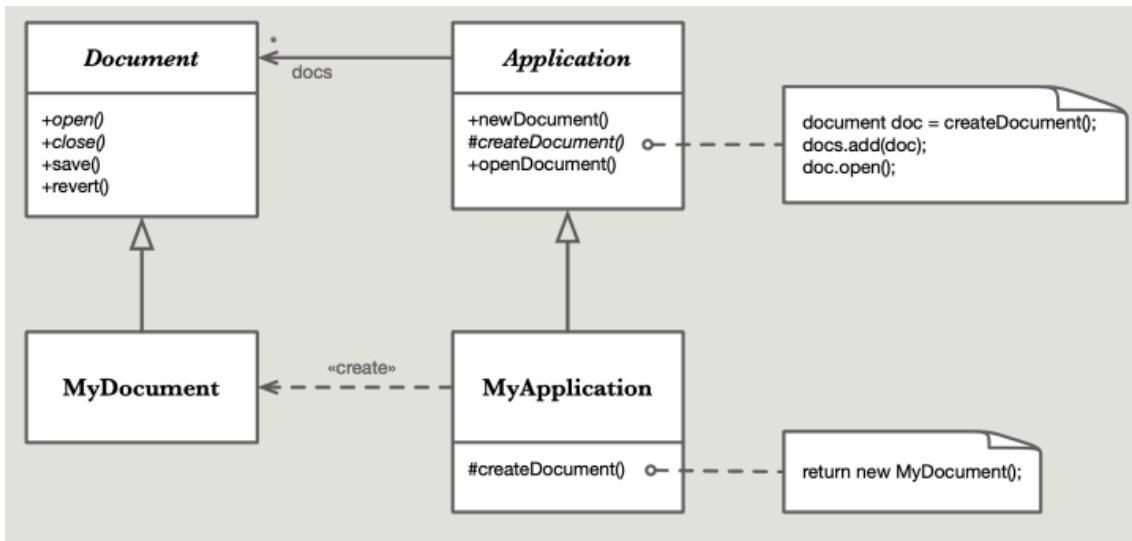 Document
+open()
+close()
+save()
+revert()
*
docs
Application
+newDocument()
#createDocument()
+openDocument()
document doc = createDocument();
docs.add(doc);
doc.open();
MyDocument
«create»
MyApplication
#createDocument()
return new MyDocument();